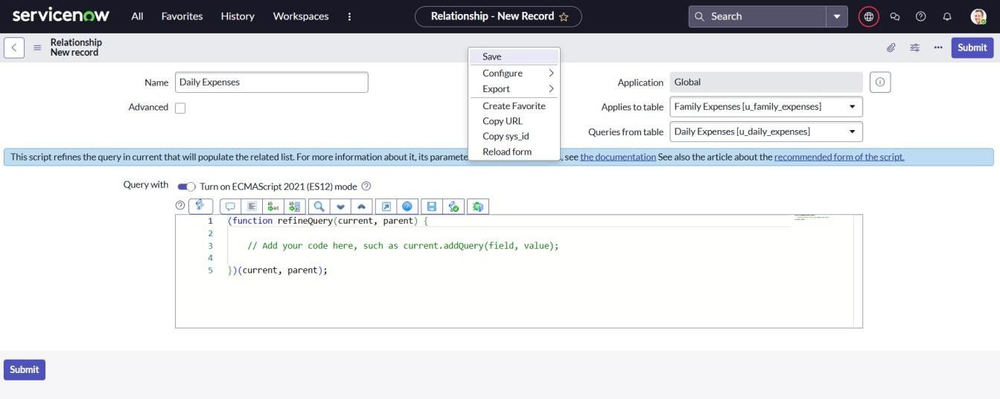 servicenow All Favorites History Workspaces Relationship - New Record Search
Relationship
New record
Submit
Save
Configure
Export
Create Favorite
Copy URL
Copy sys_id
Reload form
Name Daily Expenses
Advanced
Application Global
Applies to table Family Expenses [u_family_expenses]
Queries from table Daily Expenses [u_daily_expenses]
This script refines the query in current that will populate the related list. For more information about it, its paramete see the documentation See also the article about the recommended form of the script.
Query with Turn on ECMAScript 2021 (ES12) mode
1 (function refineQuery(current, parent) {
2
3 // Add your code here, such as current.addQuery(field, value);
4
5 })(current, parent);
Submit